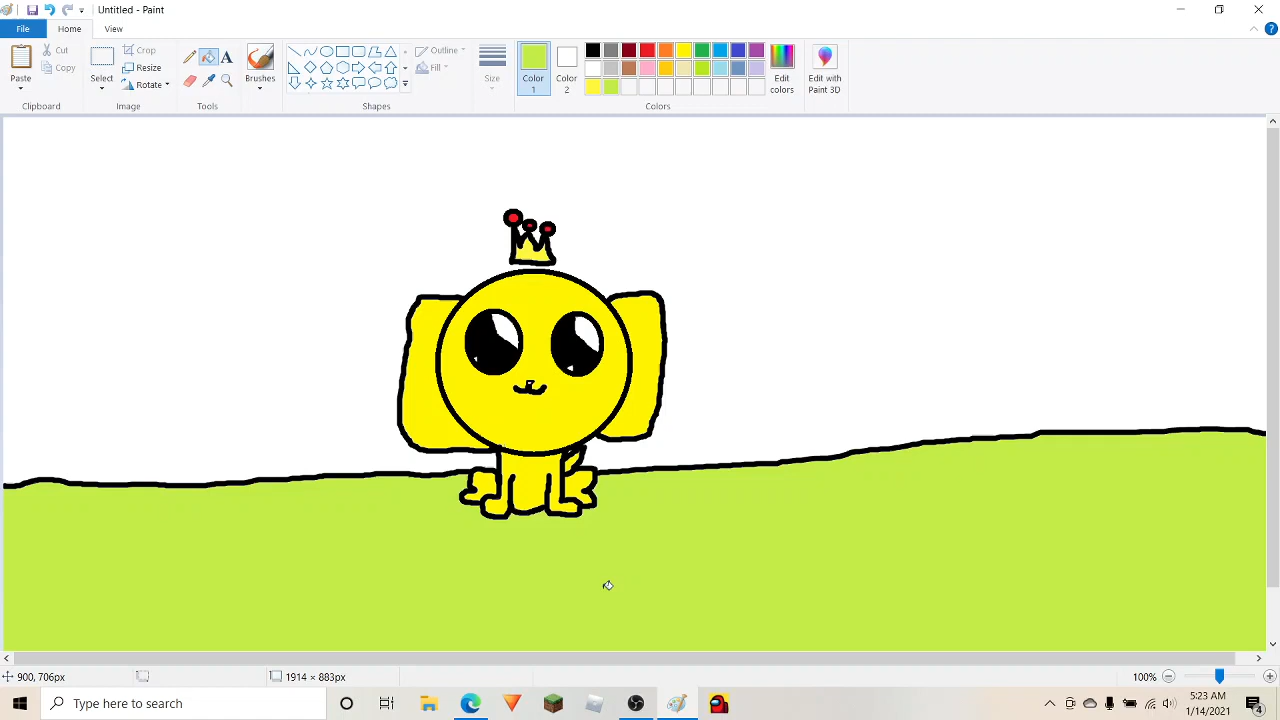 Untitled - Paint
File Home View
Paste
Cut
Copy
Clipboard
Select
Crop
Resize
Rotate
Image
A
Tools
Brushes
Outline
Fill
Shapes
Size
Color 1
Color 2
Edit colors
Edit with Paint 3D
Colors
900, 706px
1914 × 883px
100%
Type here to search
5:23 AM
1/14/2021
4